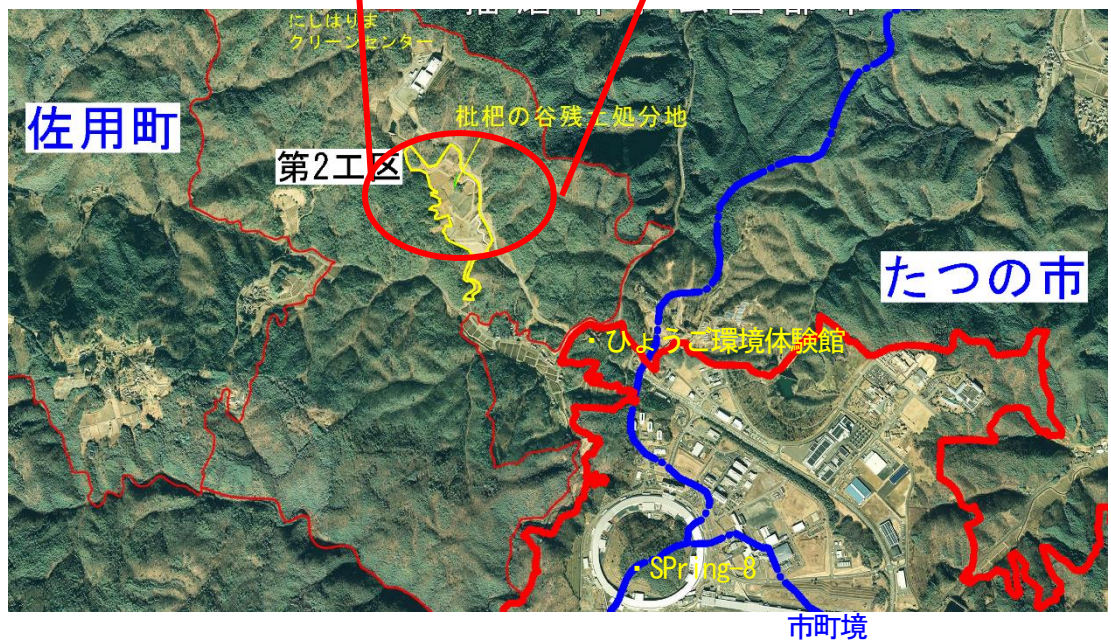 にしはりま
クリーンセンター
佐用町
枇杷の谷残土処分地
第2工区
たつの市
ひょうご環境体験館
SPring-8
市町境